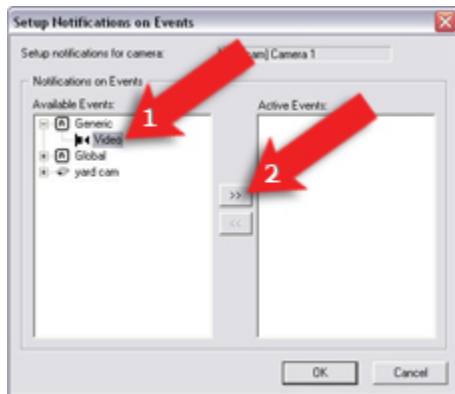 Setup Notifications on Events
Setup notifications for camera:
am] Camera 1
Notifications on Events
Available Events:
Active Events:
1
Generic
Video
Global
yard cam
2
>>
<<
OK
Cancel